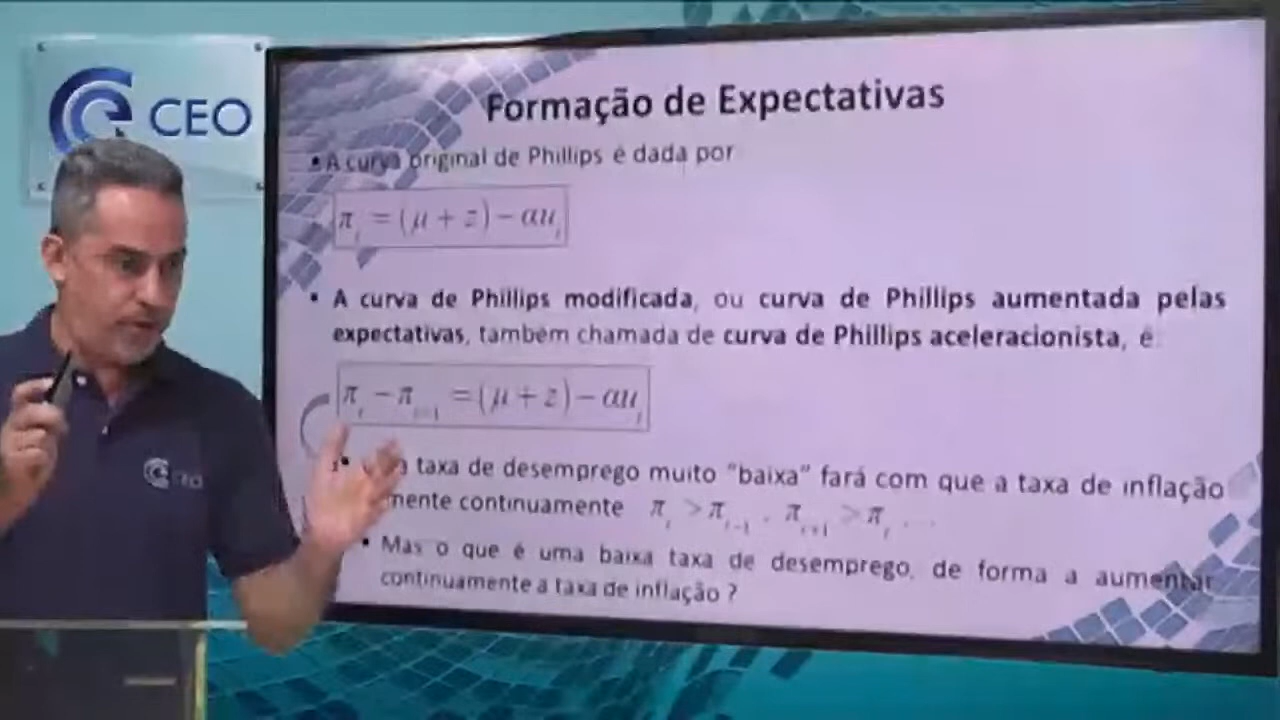 CEO
Formação de Expectativas
• A curva original de Phillips é dada por
π_t = (μ + z) − αu_t
• A curva de Phillips modificada, ou curva de Phillips aumentada pelas
expectativas, também chamada de curva de Phillips aceleracionista, é:
π_t − π_{t−1} = (μ + z) − αu_t
• taxa de desemprego muito "baixa" fará com que a taxa de inflação
mente continuamente π_t > π_{t−1}, π_{t+1} > π_t ...
• Mas o que é uma baixa taxa de desemprego, de forma a aumentar
continuamente a taxa de inflação ?